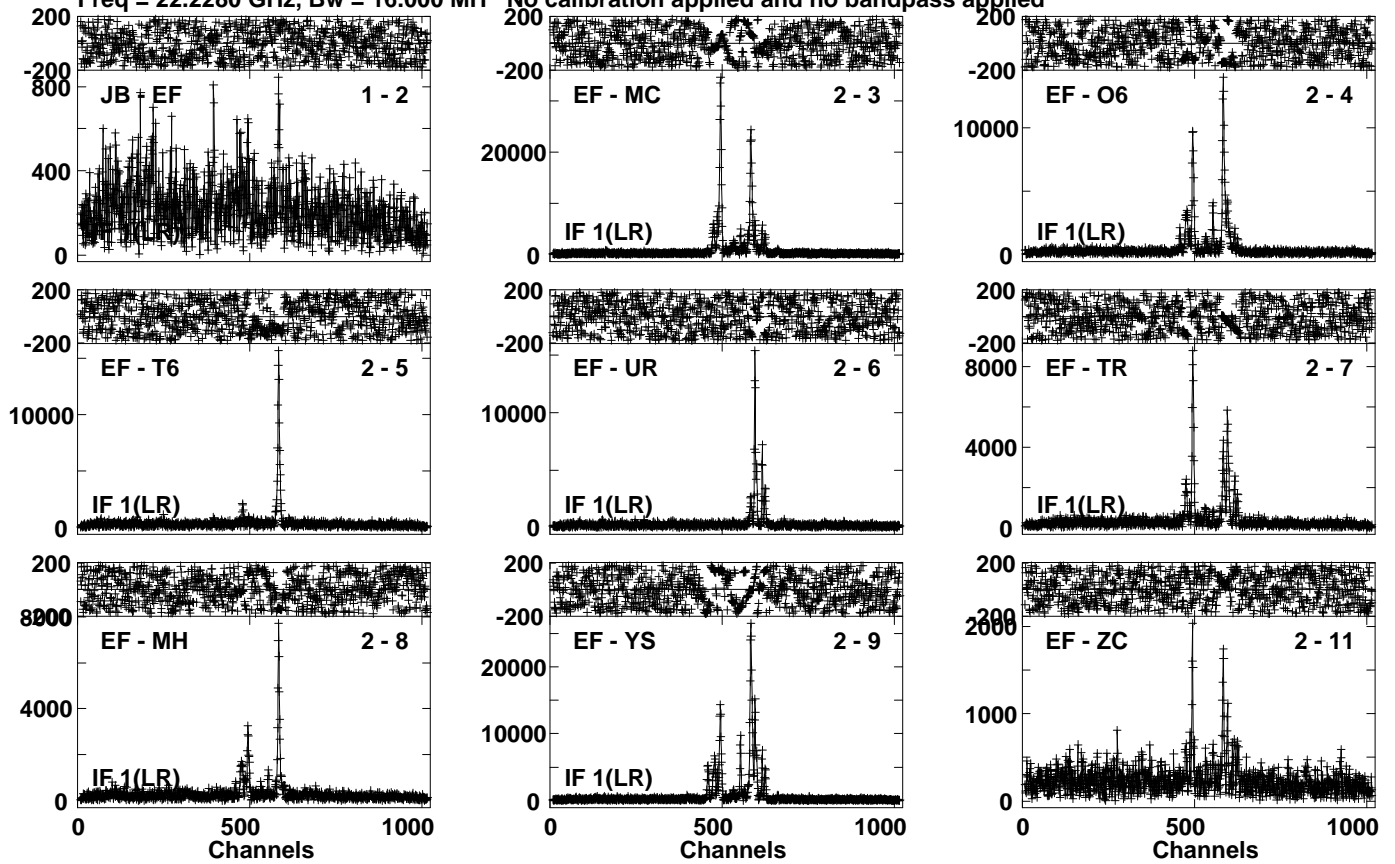 Freq = 22.2280 GHz, Bw = 16.000 MH No calibration applied and no bandpass applied
200 200 200
-200 -200 -200
JB - EF 1 - 2 EF - MC 2 - 3 EF - O6 2 - 4
800
20000
10000
400
IF 1(LR) IF 1(LR)
(LR)
0 0 0
200 200 200
-200 -200 -200
EF - T6 2 - 5 EF - UR 2 - 6 EF - TR 2 - 7
8000
10000 10000
4000
IF 1(LR) IF 1(LR) IF 1(LR)
0 0 0
200 200 200
-200 -200 -200
8000 2000
EF - MH 2 - 8 EF - YS 2 - 9 EF - ZC 2 - 11
20000
4000 10000 1000
IF 1(LR) IF 1(LR)
0 0 0
0 500 1000 0 500 1000 0 500 1000
Channels Channels Channels